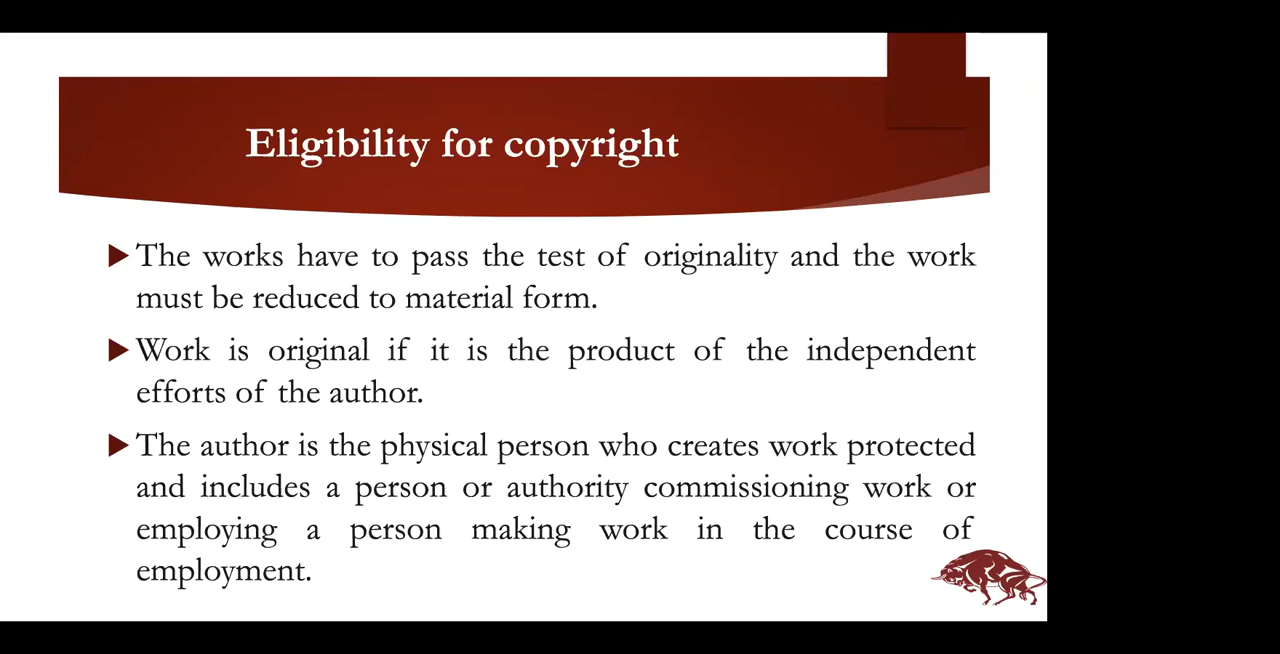 Eligibility for copyright
The works have to pass the test of originality and the work
must be reduced to material form.
Work is original if it is the product of the independent
efforts of the author.
The author is the physical person who creates work protected
and includes a person or authority commissioning work or
employing a person making work in the course of
employment.